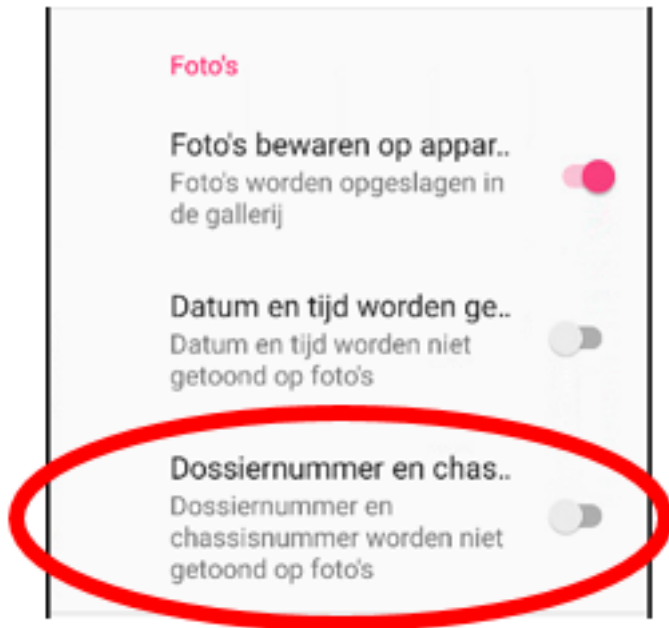 Foto's
Foto's bewaren op appar..
Foto's worden opgeslagen in
de gallerij
Datum en tijd worden ge..
Datum en tijd worden niet
getoond op foto's
Dossiernummer en chas..
Dossiernummer en
chassisnummer worden niet
getoond op foto's